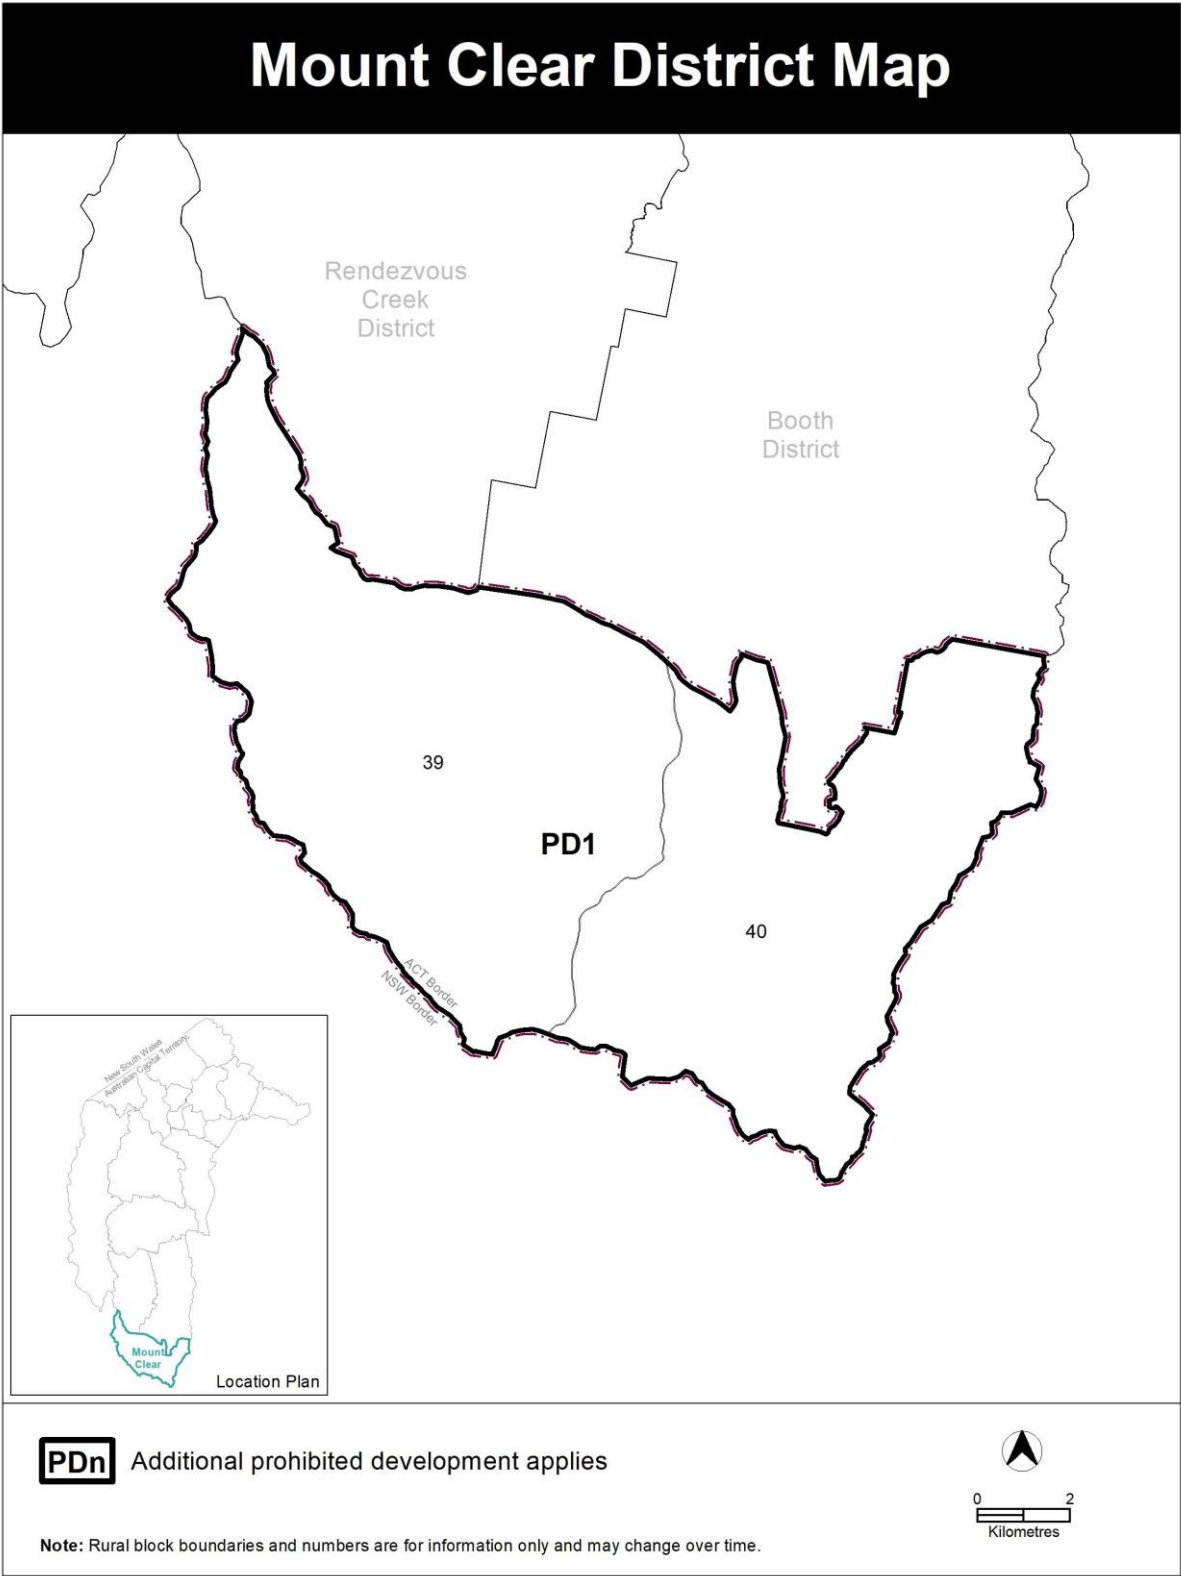 Mount Clear District Map
Rendezvous
Creek
District
Booth
District
39
PD1
40
ACT Border
NSW Border
New South Wales
Australian Capital Territory
Mount
Clear
Location Plan
PDn Additional prohibited development applies
0 2
Kilometres
Note: Rural block boundaries and numbers are for information only and may change over time.